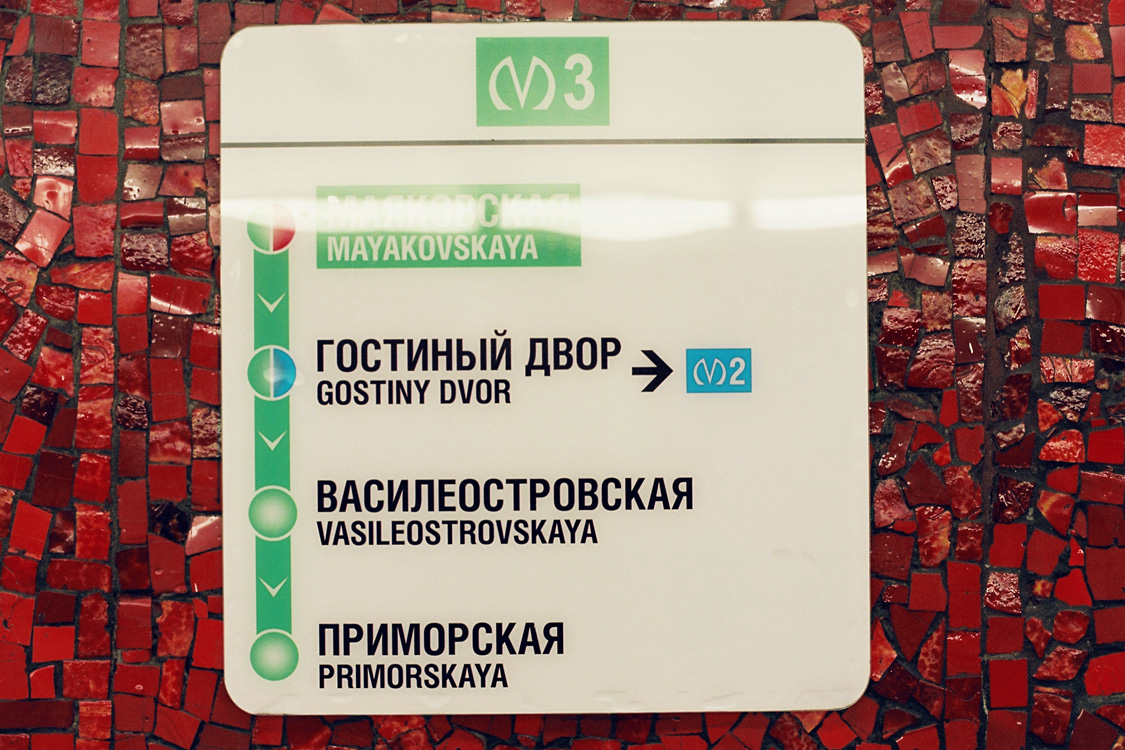 M 3
МАЯКОВСКАЯ
MAYAKOVSKAYA
ГОСТИНЫЙ ДВОР → M 2
GOSTINY DVOR
ВАСИЛЕОСТРОВСКАЯ
VASILEOSTROVSKAYA
ПРИМОРСКАЯ
PRIMORSKAYA